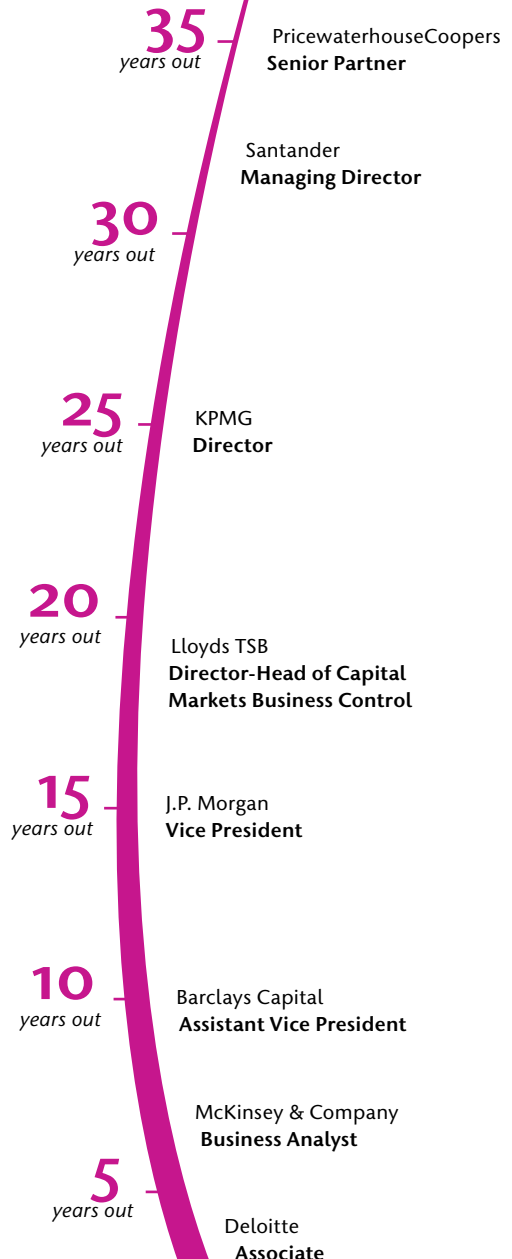 35
years out
PricewaterhouseCoopers
Senior Partner
Santander
Managing Director
30
years out
25
years out
KPMG
Director
20
years out
Lloyds TSB
Director-Head of Capital
Markets Business Control
15
years out
J.P. Morgan
Vice President
10
years out
Barclays Capital
Assistant Vice President
McKinsey & Company
Business Analyst
5
years out
Deloitte
Associate